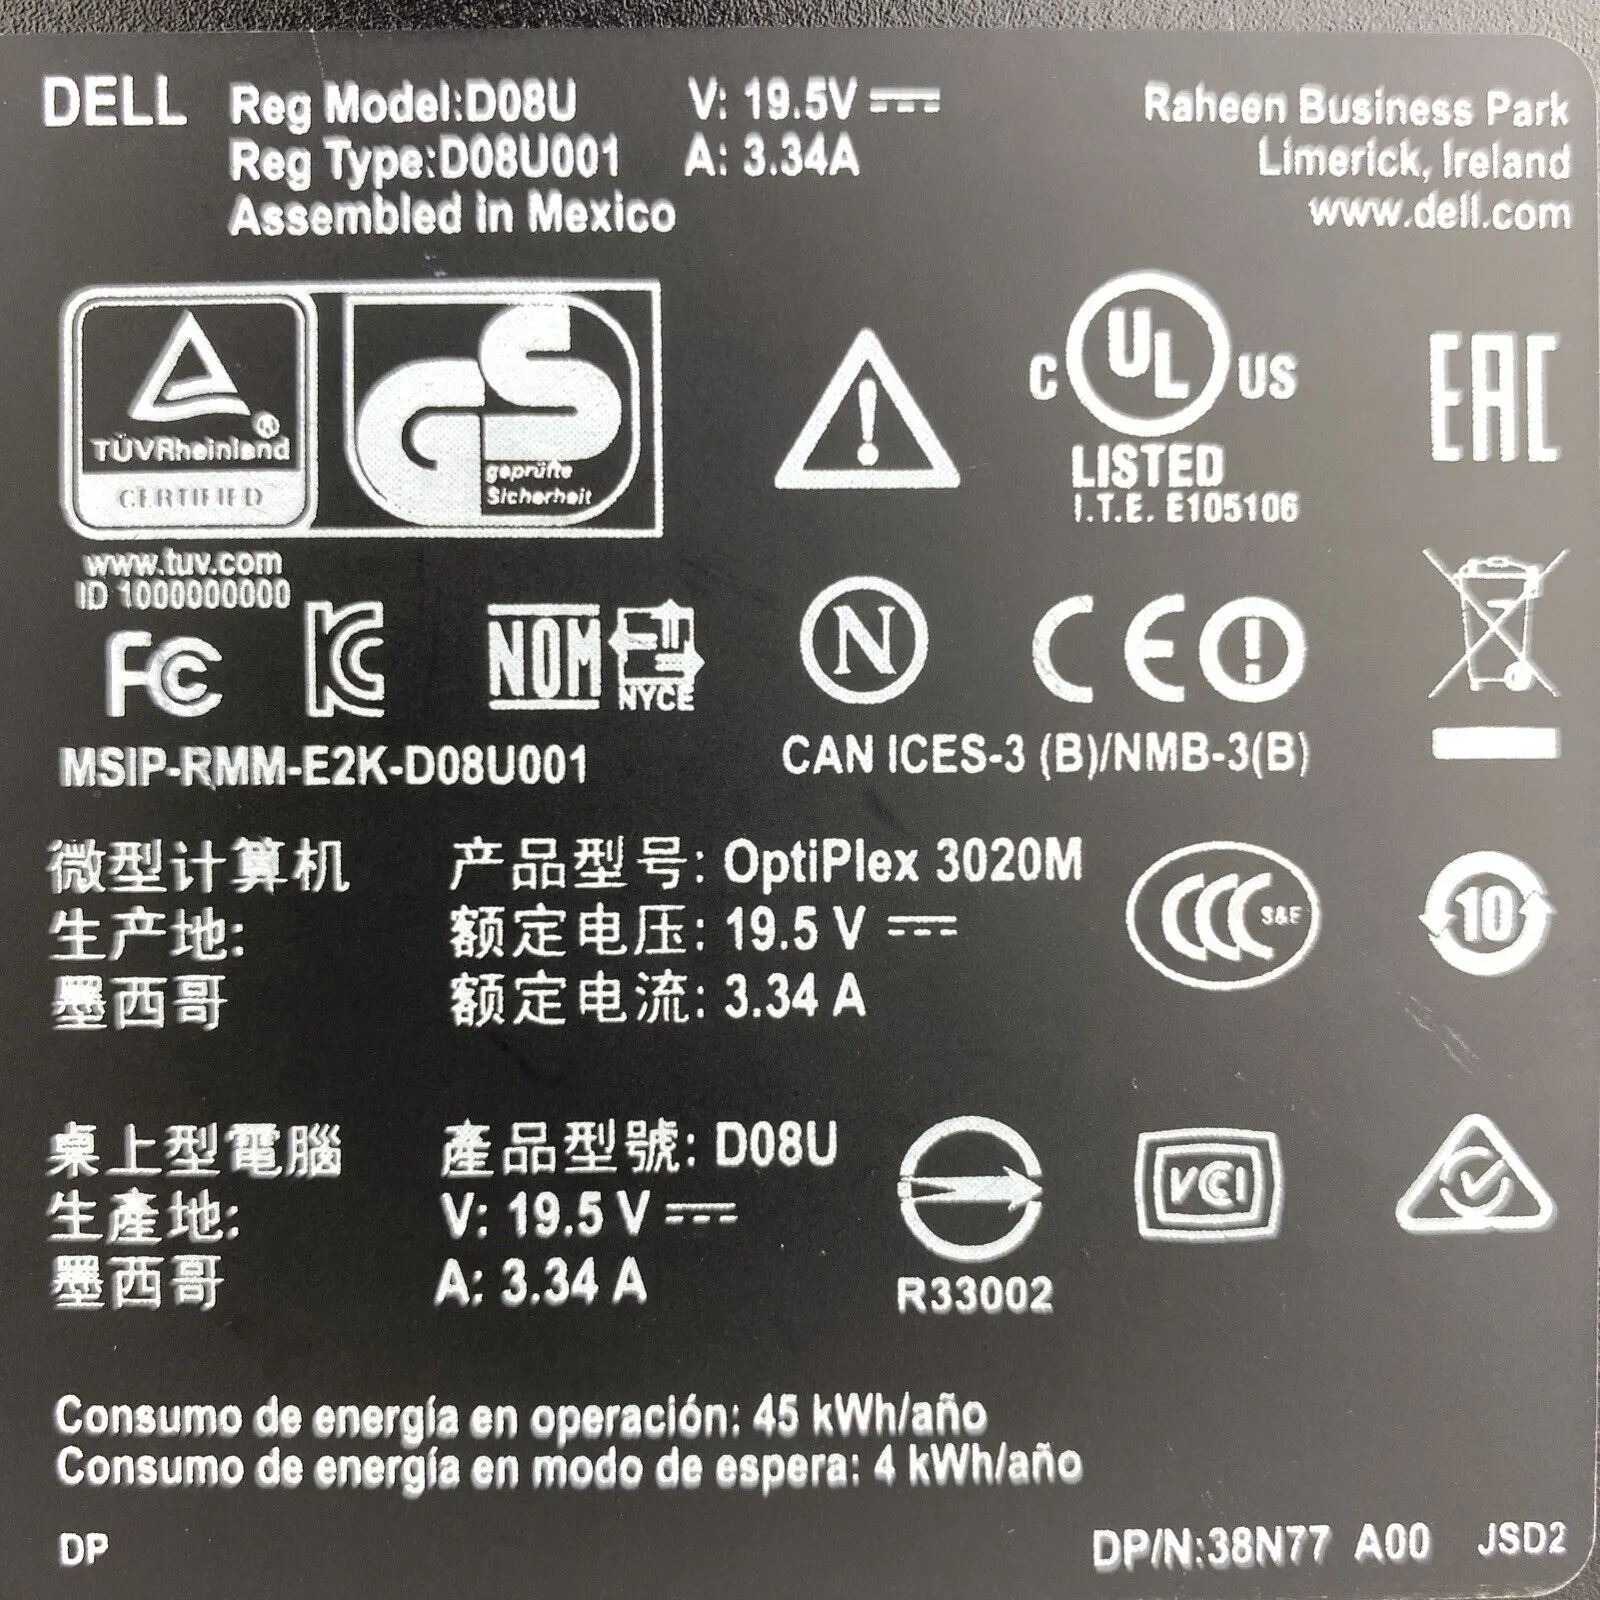 DELL Reg Model:D08U V: 19.5V Raheen Business Park
Reg Type:D08U001 A: 3.34A Limerick, Ireland
Assembled in Mexico www.dell.com
TÜVRheinland ®
CERTIFIED
GS
geprüfte
Sicherheit
www.tuv.com
ID 1000000000
C UL US
LISTED
I.T.E. E105106
EAC
FC KC NOM NYCE N CE !
MSIP-RMM-E2K-D08U001 CAN ICES-3 (B)/NMB-3(B)
微型计算机 产品型号: OptiPlex 3020M
生产地: 额定电压: 19.5 V
墨西哥 额定电流: 3.34 A
CCC S&E 10
桌上型電腦 產品型號: D08U
生產地: V: 19.5 V
墨西哥 A: 3.34 A
R33002
VCCI
Consumo de energía en operación: 45 kWh/año
Consumo de energía en modo de espera: 4 kWh/año
DP DP/N:38N77 A00 JSD2